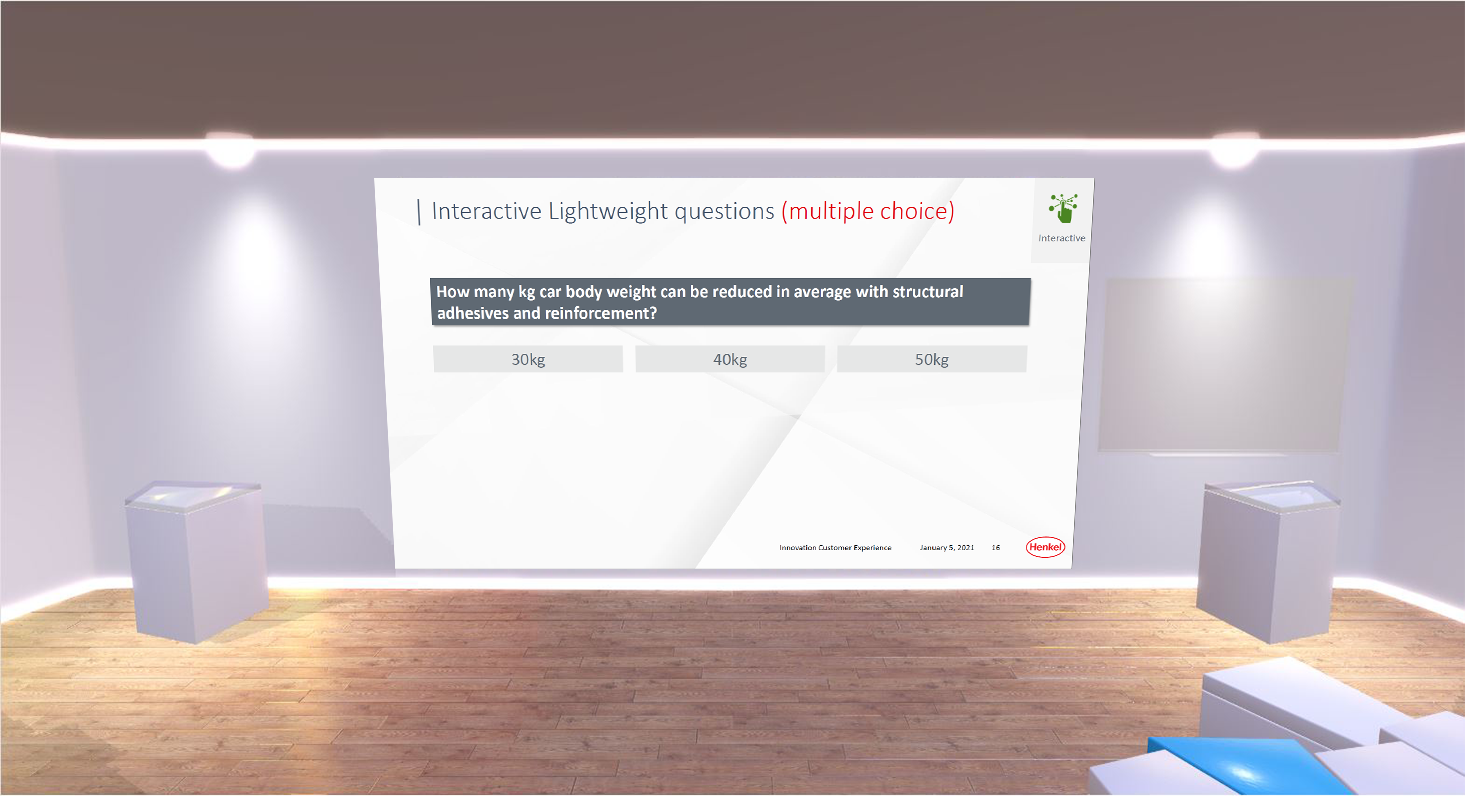 Interactive Lightweight questions (multiple choice)
Interactive
How many kg car body weight can be reduced in average with structural
adhesives and reinforcement?
30kg
40kg
50kg
Innovation Customer Experience January 5, 2021 16 Henkel